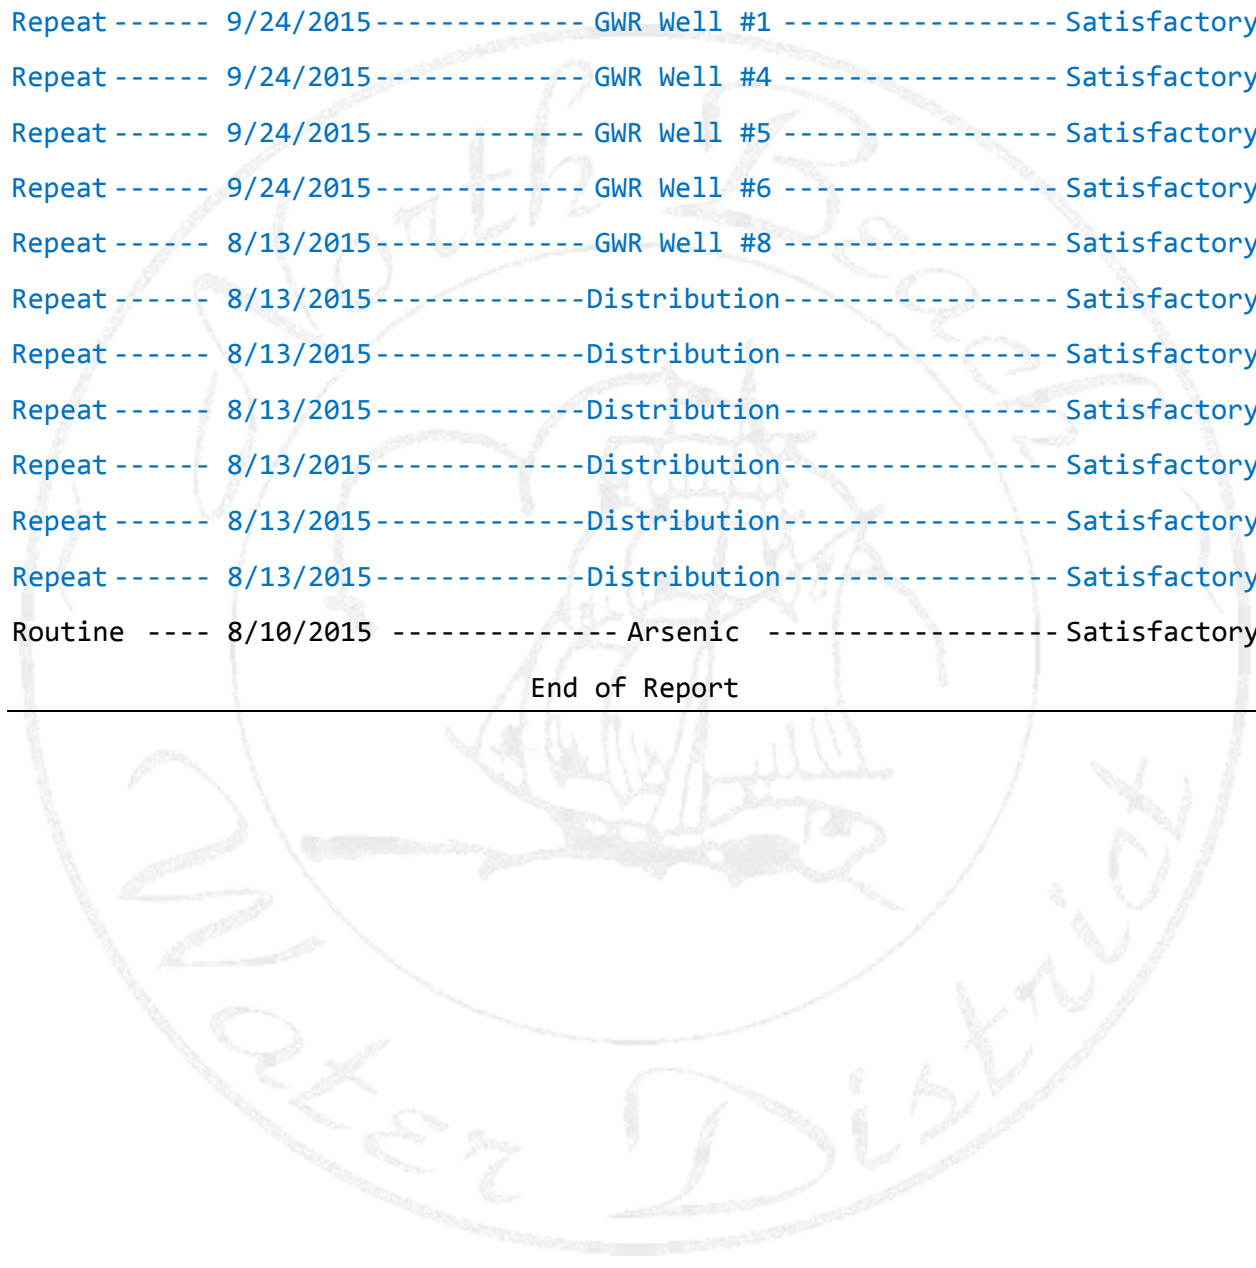 Repeat ------ 9/24/2015------------- GWR Well #1 ----------------- Satisfactory
Repeat ------ 9/24/2015------------- GWR Well #4 ----------------- Satisfactory
Repeat ------ 9/24/2015------------- GWR Well #5 ----------------- Satisfactory
Repeat ------ 9/24/2015------------- GWR Well #6 ----------------- Satisfactory
Repeat ------ 8/13/2015------------- GWR Well #8 ----------------- Satisfactory
Repeat ------ 8/13/2015-------------Distribution----------------- Satisfactory
Repeat ------ 8/13/2015-------------Distribution----------------- Satisfactory
Repeat ------ 8/13/2015-------------Distribution----------------- Satisfactory
Repeat ------ 8/13/2015-------------Distribution----------------- Satisfactory
Repeat ------ 8/13/2015-------------Distribution----------------- Satisfactory
Repeat ------ 8/13/2015-------------Distribution----------------- Satisfactory
Routine ---- 8/10/2015 -------------- Arsenic ------------------ Satisfactory
End of Report
North Beach
Water District